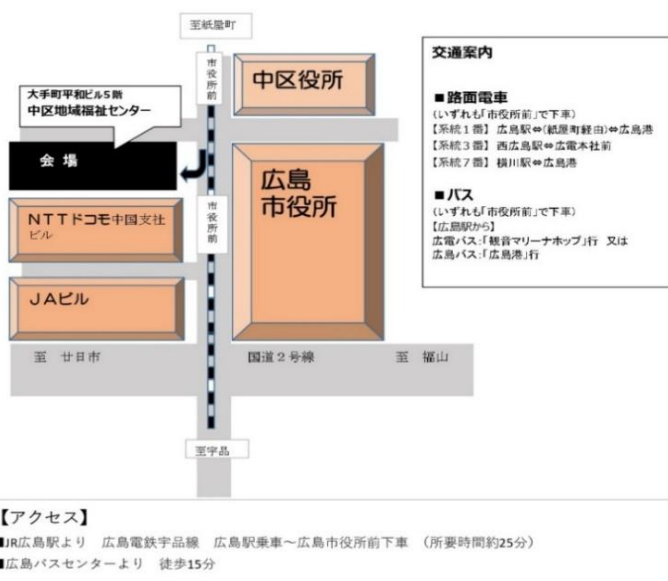 至紙屋町
市役所前
中区役所
大手町平和ビル5階
中区地域福祉センター
会場
広島
市役所
市役所前
NTTドコモ中国支社
ビル
JAビル
至 廿日市
国道2号線
至 福山
至宇品
交通案内
■路面電車
(いずれも「市役所前」で下車)
【系統1番】 広島駅⇔(紙屋町経由)⇔広島港
【系統3番】 西広島駅⇔広電本社前
【系統7番】 横川駅⇔広島港
■バス
(いずれも「市役所前」で下車)
【広島駅から】
広電バス:「観音マリーナホップ」行 又は
広島バス:「広島港」行
【アクセス】
■JR広島駅より 広島電鉄宇品線 広島駅乗車～広島市役所前下車 (所要時間約25分)
■広島バスセンターより 徒歩15分